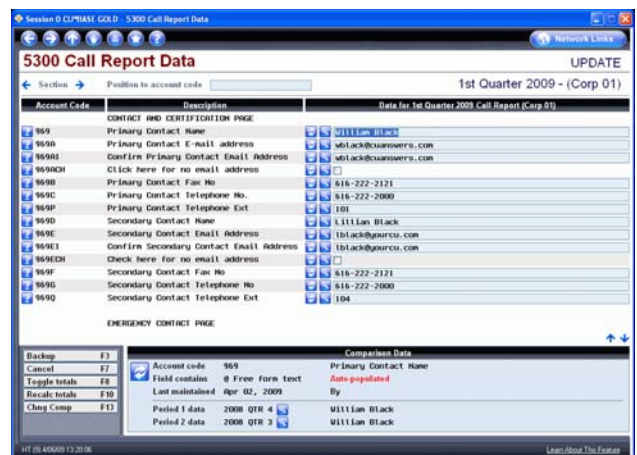 Session 0 CU*BASE GOLD - 5300 Call Report Data
Network Links
5300 Call Report Data
UPDATE
Section
Position to account code
1st Quarter 2009 - (Corp 01)
Account Code Description Data for 1st Quarter 2009 Call Report (Corp 01)
CONTACT AND CERTIFICATION PAGE
969 Primary Contact Name William Black
969A Primary Contact E-mail address wblack@cuanswers.com
969A1 Confirm Primary Contact Email Address wblack@cuanswers.com
969ACH Click here for no email address
969B Primary Contact Fax No 616-222-2121
969C Primary Contact Telephone No. 616-222-2000
969P Primary Contact Telephone Ext 101
969D Secondary Contact Name Lillian Black
969E Secondary Contact Email Address lblack@yourcu.com
969E1 Confirm Secondary Contact Email Address lblack@yourcu.com
969ECH Check here for no email address
969F Secondary Contact Fax No 616-222-2121
969G Secondary Contact Telephone No 616-222-2000
969Q Secondary Contact Telephone Ext 104
EMERGENCY CONTACT PAGE
Backup F3
Cancel F7
Toggle totals F8
Recalc totals F10
Chng Comp F13
Comparison Data
Account code 969 Primary Contact Name
Field contains @ Free form text Auto-populated
Last maintained Apr 02, 2009 By
Period 1 data 2008 QTR 4 William Black
Period 2 data 2008 QTR 3 William Black
HT (9) 4/06/09 13:20:06
Learn About This Feature